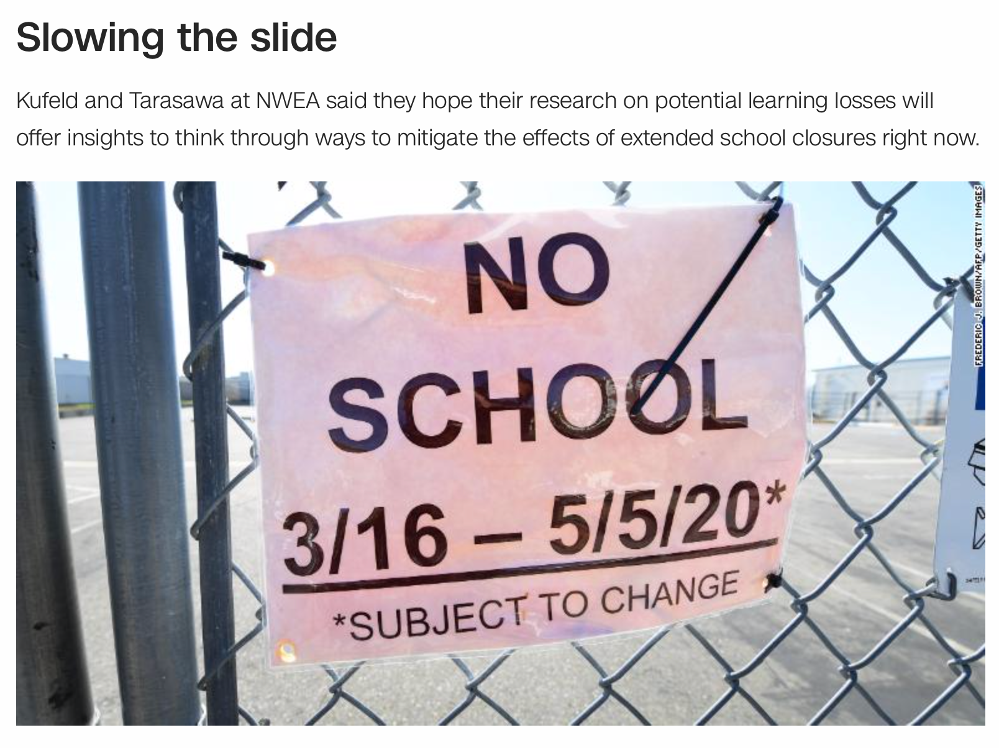 Slowing the slide
Kufeld and Tarasawa at NWEA said they hope their research on potential learning losses will
offer insights to think through ways to mitigate the effects of extended school closures right now.
FREDERIC J. BROWN/AFP/GETTY IMAGES
NO
SCHOOL
3/16 – 5/5/20*
*SUBJECT TO CHANGE